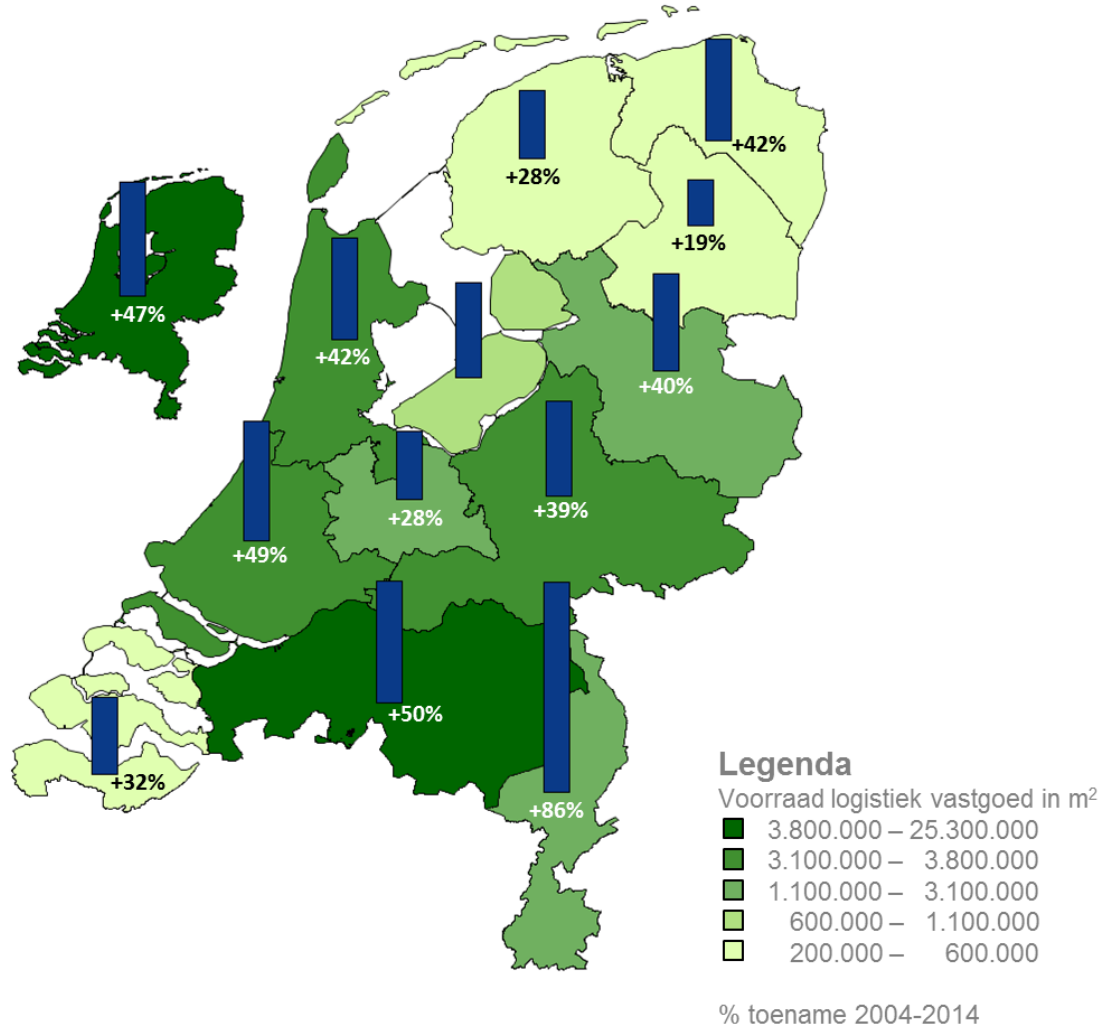 +42%
+28%
+19%
+47%
+42%
+40%
+39%
+28%
+49%
+50%
+32%
+86%
Legenda
Voorraad logistiek vastgoed in m²
3.800.000 – 25.300.000
3.100.000 – 3.800.000
1.100.000 – 3.100.000
600.000 – 1.100.000
200.000 – 600.000
% toename 2004-2014